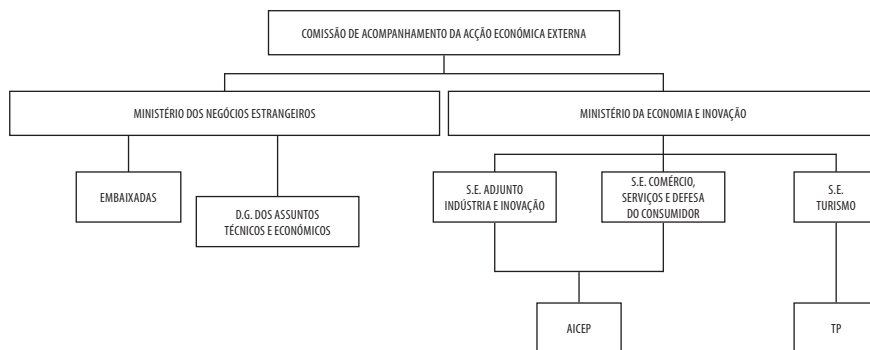 COMISSÃO DE ACOMPANHAMENTO DA ACÇÃO ECONÓMICA EXTERNA
MINISTÉRIO DOS NEGÓCIOS ESTRANGEIROS
MINISTÉRIO DA ECONOMIA E INOVAÇÃO
EMBAIXADAS
D.G. DOS ASSUNTOS
TÉCNICOS E ECONÓMICOS
S.E. ADJUNTO
INDÚSTRIA E INOVAÇÃO
S.E. COMÉRCIO,
SERVIÇOS E DEFESA
DO CONSUMIDOR
S.E.
TURISMO
AICEP
TP